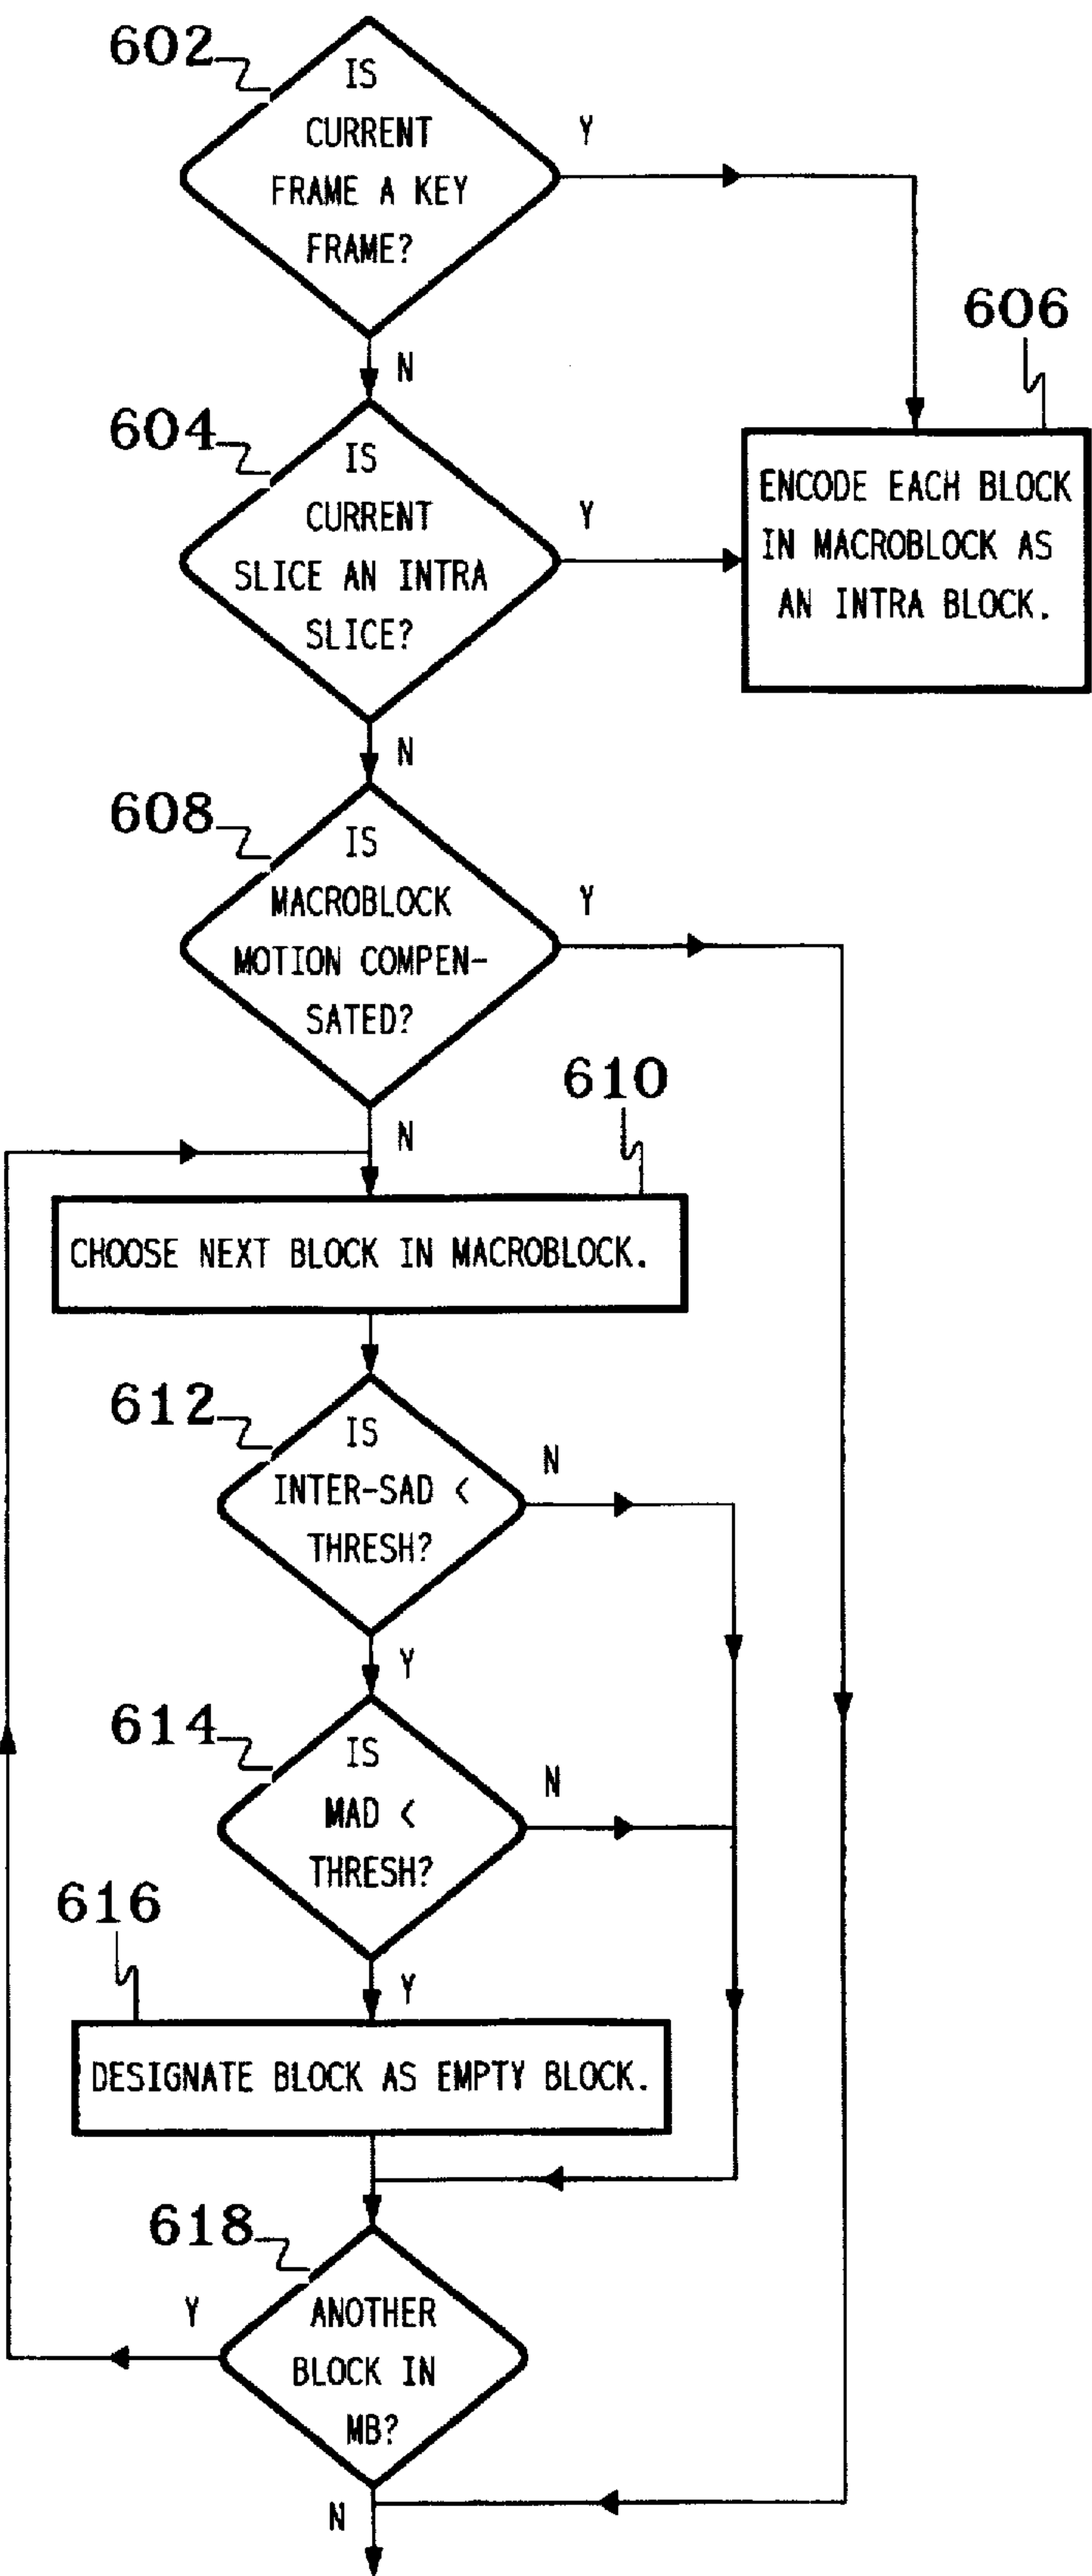 602
IS
CURRENT
FRAME A KEY
FRAME?
Y
N
606
ENCODE EACH BLOCK
IN MACROBLOCK AS
AN INTRA BLOCK.
604
IS
CURRENT
SLICE AN INTRA
SLICE?
Y
N
608
IS
MACROBLOCK
MOTION COMPEN-
SATED?
Y
N
610
CHOOSE NEXT BLOCK IN MACROBLOCK.
612
IS
INTER-SAD <
THRESH?
N
Y
614
IS
MAD <
THRESH?
N
Y
616
DESIGNATE BLOCK AS EMPTY BLOCK.
618
Y
ANOTHER
BLOCK IN
MB?
N